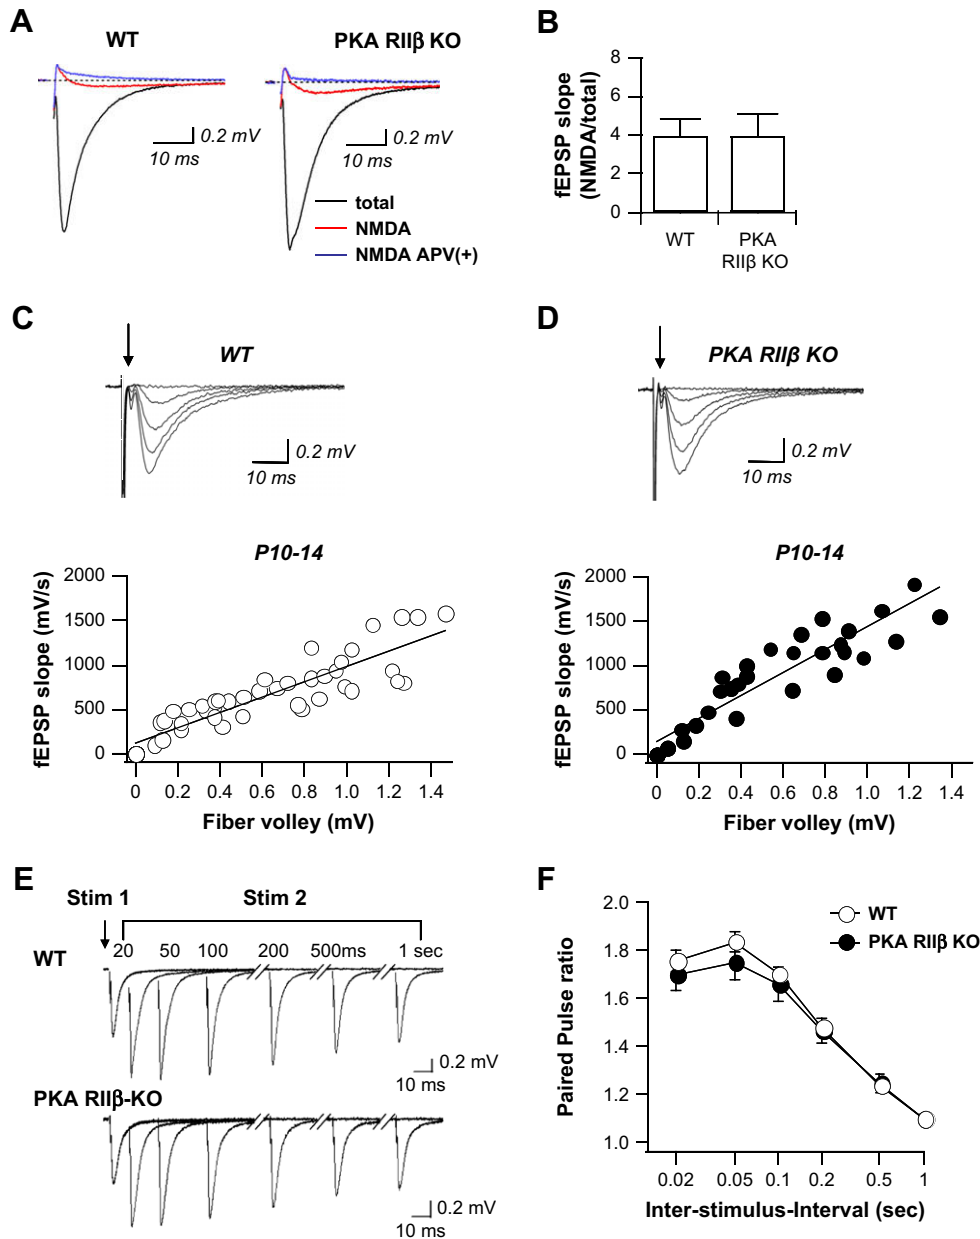 A
WT
PKA RIIβ KO
0.2 mV
10 ms
0.2 mV
10 ms
total
NMDA
NMDA APV(+)
B
fEPSP slope
(NMDA/total)
8
6
4
2
0
WT
PKA
RIIβ KO
C
WT
0.2 mV
10 ms
P10-14
fEPSP slope (mV/s)
2000
1500
1000
500
0
0 0.2 0.4 0.6 0.8 1.0 1.2 1.4
Fiber volley (mV)
D
PKA RIIβ KO
0.2 mV
10 ms
P10-14
fEPSP slope (mV/s)
2000
1500
1000
500
0
0 0.2 0.4 0.6 0.8 1.0 1.2 1.4
Fiber volley (mV)
E
Stim 1
Stim 2
20 50 100 200 500ms 1 sec
WT
0.2 mV
10 ms
PKA RIIβ-KO
0.2 mV
10 ms
F
Paired Pulse ratio
2.0
1.8
1.6
1.4
1.2
1.0
WT
PKA RIIβ KO
0.02 0.05 0.1 0.2 0.5 1
Inter-stimulus-Interval (sec)